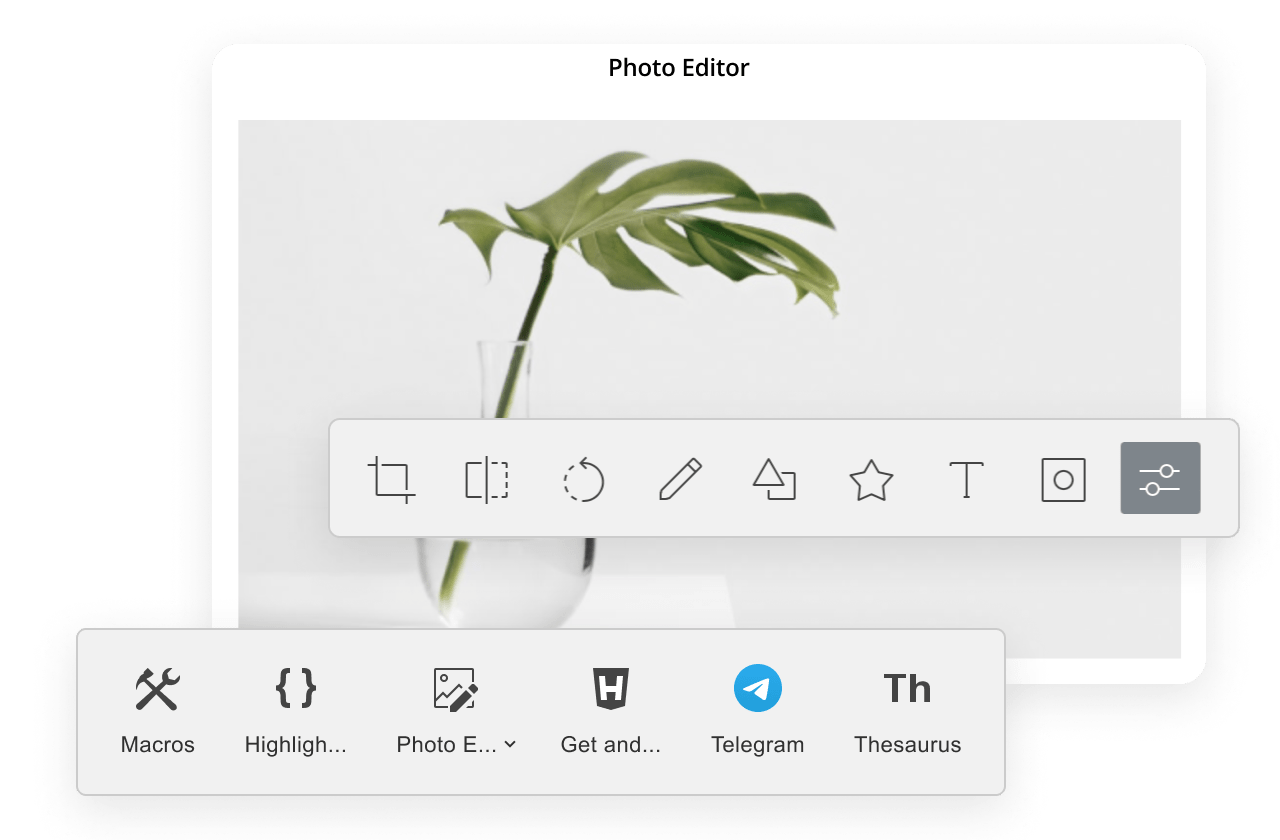 Photo Editor
Macros
Highligh...
Photo E...
Get and...
Telegram
Th
Thesaurus